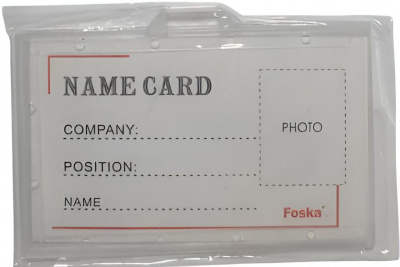 NAME CARD
COMPANY:
PHOTO
POSITION:
NAME
Foska